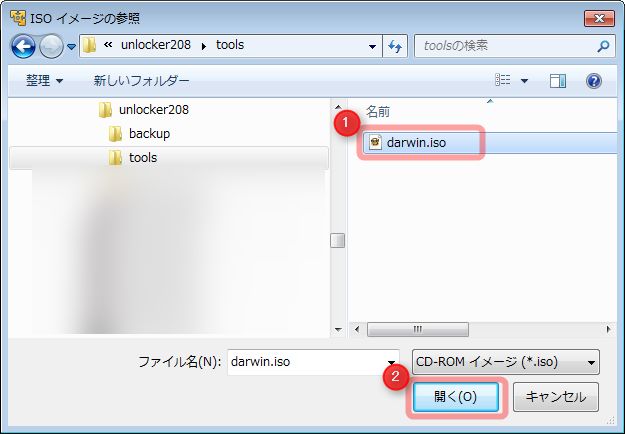 ISO イメージの参照
« unlocker208 ▸ tools
toolsの検索
整理 新しいフォルダー
unlocker208
backup
tools
名前
1
darwin.iso
ファイル名(N): darwin.iso
CD-ROM イメージ (*.iso)
2
開く(O) キャンセル